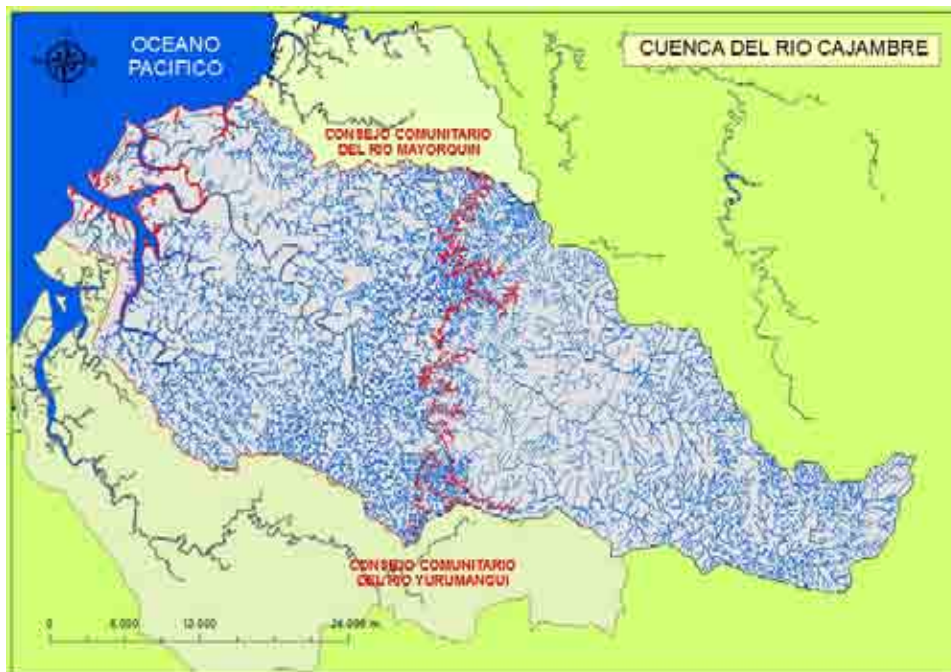 OCEANO
PACIFICO
CUENCA DEL RIO CAJAMBRE
CONSEJO COMUNITARIO
DEL RIO MAYORQUIN
CONSEJO COMUNITARIO
DEL RIO YURUMANGUI
0 6.000 12.000 24.000 m